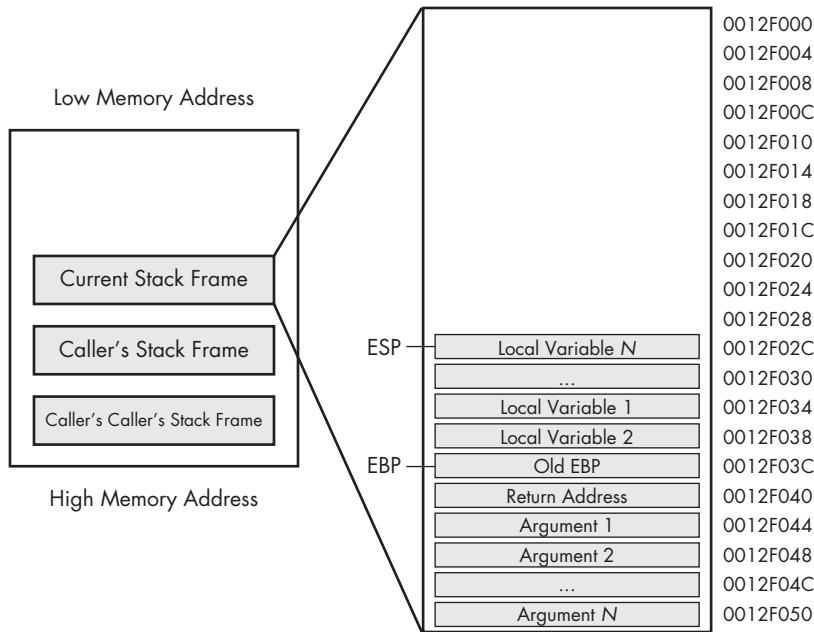 Low Memory Address
Current Stack Frame
Caller's Stack Frame
Caller's Caller's Stack Frame
High Memory Address
0012F000
0012F004
0012F008
0012F00C
0012F010
0012F014
0012F018
0012F01C
0012F020
0012F024
0012F028
ESP Local Variable N 0012F02C
... 0012F030
Local Variable 1 0012F034
Local Variable 2 0012F038
EBP Old EBP 0012F03C
Return Address 0012F040
Argument 1 0012F044
Argument 2 0012F048
... 0012F04C
Argument N 0012F050